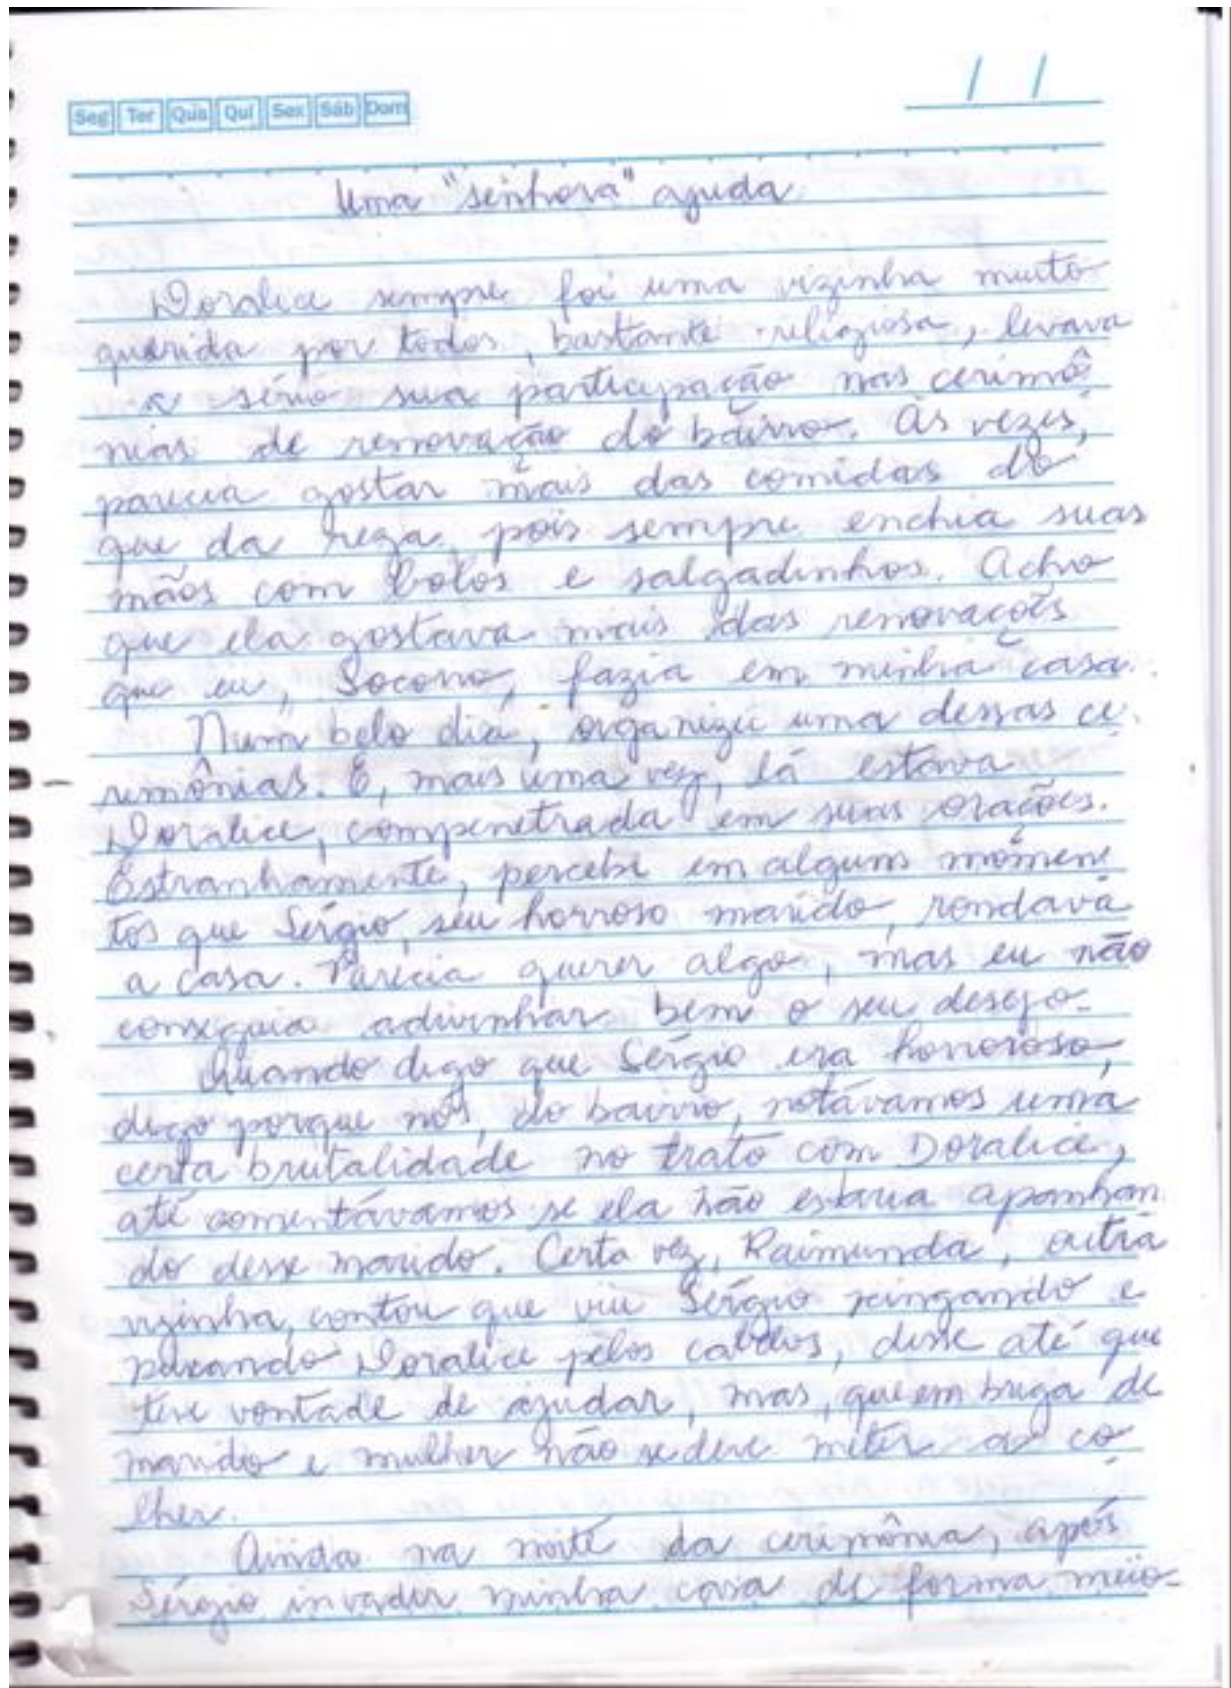 Seg Ter Qua Qui Sex Sáb Dom
/ /
Uma "senhora" ajuda
Doralice sempre foi uma vizinha muito
querida por todos, bastante religiosa, levava
a sério sua participação nas cerimô
nias de renovação do bairro. Às vezes,
parecia gostar mais das comidas do
que da reza, pois sempre enchia suas
mãos com bolos e salgadinhos. Acho
que ela gostava mais das renovações
que eu, Socorro, fazia em minha casa.
Num belo dia, organizei uma dessas ce
rimônias. E, mais uma vez, lá estava
Doralice, compenetrada em suas orações.
Estranhamente, percebi em alguns momen
tos que Sérgio, seu horroso marido, rondava
a casa. Parecia querer algo, mas eu não
conseguia adivinhar bem o seu desejo.
Quando digo que Sérgio era horroroso,
digo porque nós, do bairro, notávamos uma
certa brutalidade no trato com Doralice,
até comentávamos se ela não estaria apanhan
do desse marido. Certa vez, Raimunda, outra
vizinha, contou que viu Sérgio xingando e
puxando Doralice pelos cabelos, disse até que
teve vontade de ajudar, mas, que em briga de
marido e mulher não se deve meter a co
lher.
Ainda na noite da cerimônia, após
Sérgio invadir minha casa de forma meio